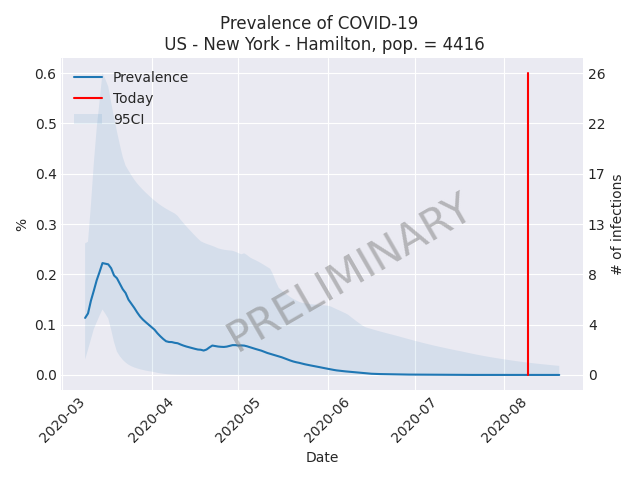 Prevalence of COVID-19
US - New York - Hamilton, pop. = 4416
Prevalence
Today
95CI
0.6
0.5
0.4
0.3
0.2
0.1
0.0
%
26
22
17
13
8
4
0
# of infections
PRELIMINARY
2020-03
2020-04
2020-05
2020-06
2020-07
2020-08
Date